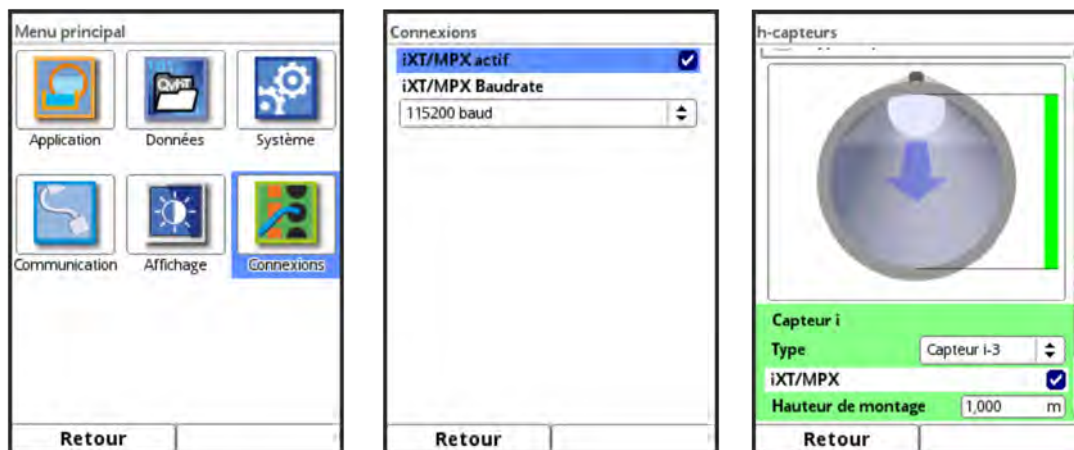 Menu principal
Application
Données
Système
Communication
Affichage
Connexions
Retour
Connexions
iXT/MPX actif
iXT/MPX Baudrate
115200 baud
Retour
h-capteurs
Capteur i
Type
Capteur i-3
iXT/MPX
Hauteur de montage
1,000 m
Retour